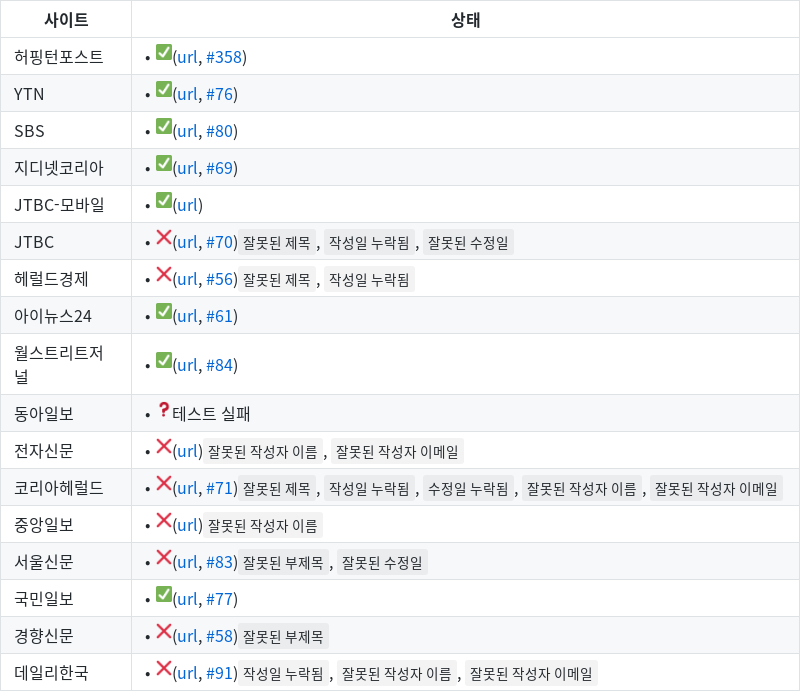 사이트 상태
허핑턴포스트 • ✅(url, #358)
YTN • ✅(url, #76)
SBS • ✅(url, #80)
지디넷코리아 • ✅(url, #69)
JTBC-모바일 • ✅(url)
JTBC • ❌(url, #70) 잘못된 제목 , 작성일 누락됨 , 잘못된 수정일
헤럴드경제 • ❌(url, #56) 잘못된 제목 , 작성일 누락됨
아이뉴스24 • ✅(url, #61)
월스트리트저
널 • ✅(url, #84)
동아일보 • ❓테스트 실패
전자신문 • ❌(url) 잘못된 작성자 이름 , 잘못된 작성자 이메일
코리아헤럴드 • ❌(url, #71) 잘못된 제목 , 작성일 누락됨 , 수정일 누락됨 , 잘못된 작성자 이름 , 잘못된 작성자 이메일
중앙일보 • ❌(url) 잘못된 작성자 이름
서울신문 • ❌(url, #83) 잘못된 부제목 , 잘못된 수정일
국민일보 • ✅(url, #77)
경향신문 • ❌(url, #58) 잘못된 부제목
데일리한국 • ❌(url, #91) 작성일 누락됨 , 잘못된 작성자 이름 , 잘못된 작성자 이메일